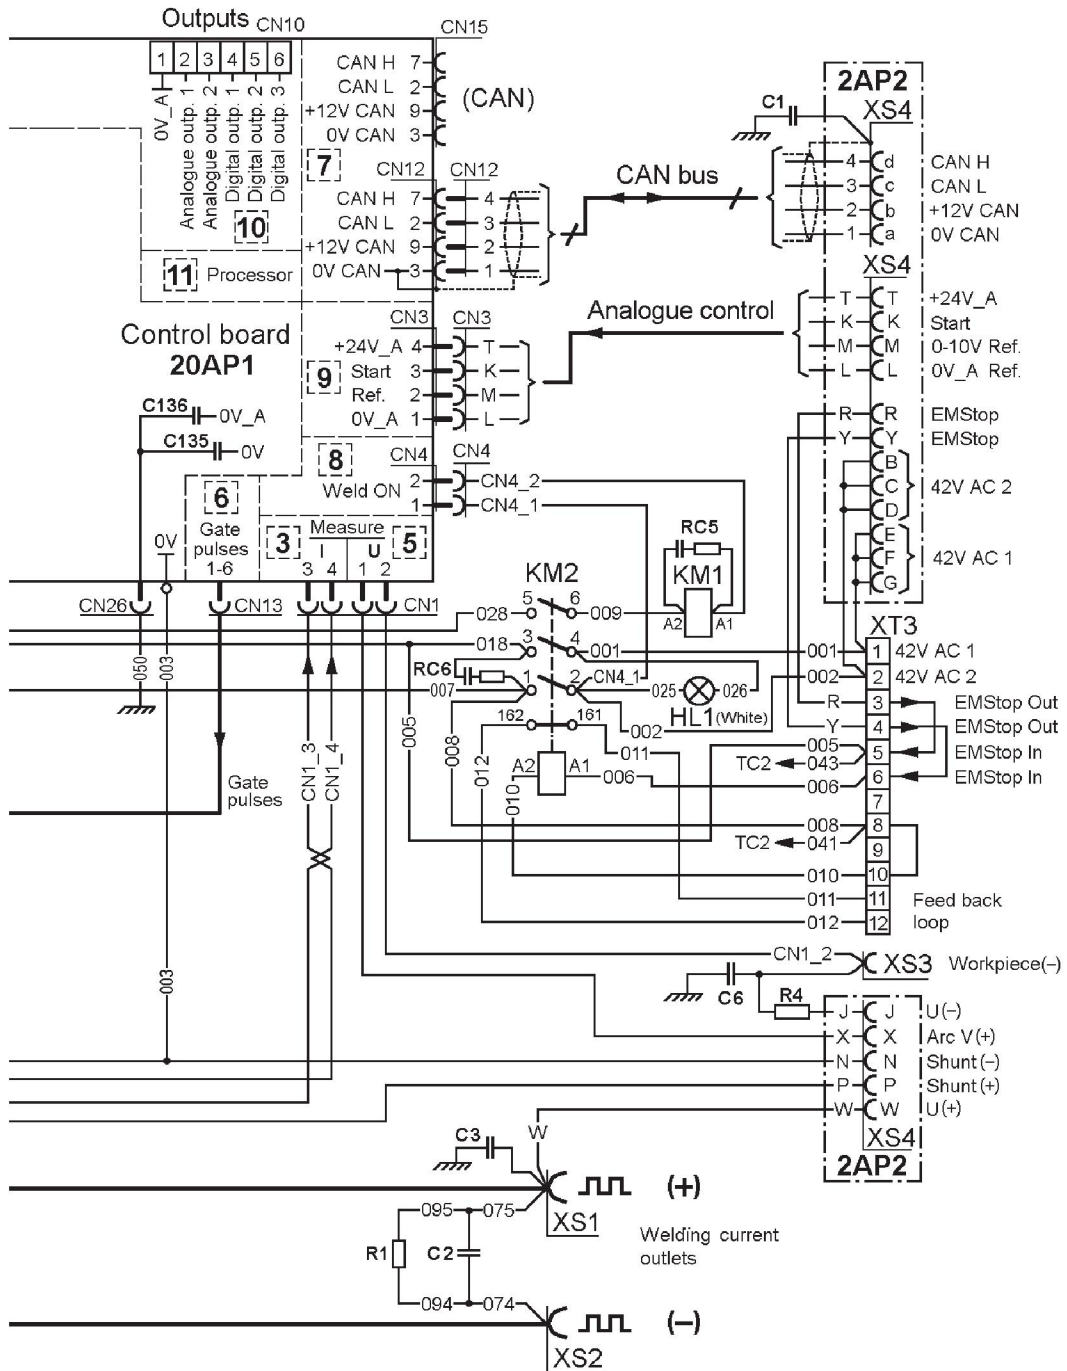 Outputs CN10
CN15
1 2 3 4 5 6
0V_A
Analogue outp. 1
Analogue outp. 2
Digital outp. 1
Digital outp. 2
Digital outp. 3
10
7
CAN H 7
CAN L 2
+12V CAN 9
0V CAN 3
(CAN)
CN12 CN12
CAN H 7 4
CAN L 2 3
+12V CAN 9 2
0V CAN 3 1
CAN bus
2AP2
C1
XS4
4 d CAN H
3 c CAN L
2 b +12V CAN
1 a 0V CAN
11 Processor
Control board
20AP1
9
CN3 CN3
+24V_A 4 T
Start 3 K
Ref. 2 M
0V_A 1 L
Analogue control
XS4
T T +24V_A
K K Start
M M 0-10V Ref.
L L 0V_A Ref.
R R EMStop
Y Y EMStop
B
C 42V AC 2
D
E
F 42V AC 1
G
C136 0V_A
C135 0V
8
CN4 CN4
Weld ON 2 CN4_2
1 CN4_1
6
Gate
pulses
1-6
3 Measure 5
I U
3 4 1 2
0V
CN26 CN13 CN1
050
003
Gate
pulses
CN1_3
CN1_4
RC5
KM1
A2 A1
KM2
028 5 6 009
018 3 4 001
RC6
007 1 2 CN4_1
025 026
HL1 (White)
002
162 161
005
008
012
010
011
A2 A1 006
XT3
001 1 42V AC 1
002 2 42V AC 2
R 3 EMStop Out
Y 4 EMStop Out
005 5 EMStop In
TC2 043
006 6 EMStop In
7
008 8
TC2 041
9
010 10
011 11 Feed back
012 12 loop
CN1_2 XS3 Workpiece(–)
C6
R4
J J U(–)
X X Arc V(+)
N N Shunt(–)
P P Shunt(+)
W W U(+)
XS4
2AP2
003
W
C3
XS1 (+)
095 075
R1 C2
Welding current
outlets
094 074
XS2 (–)